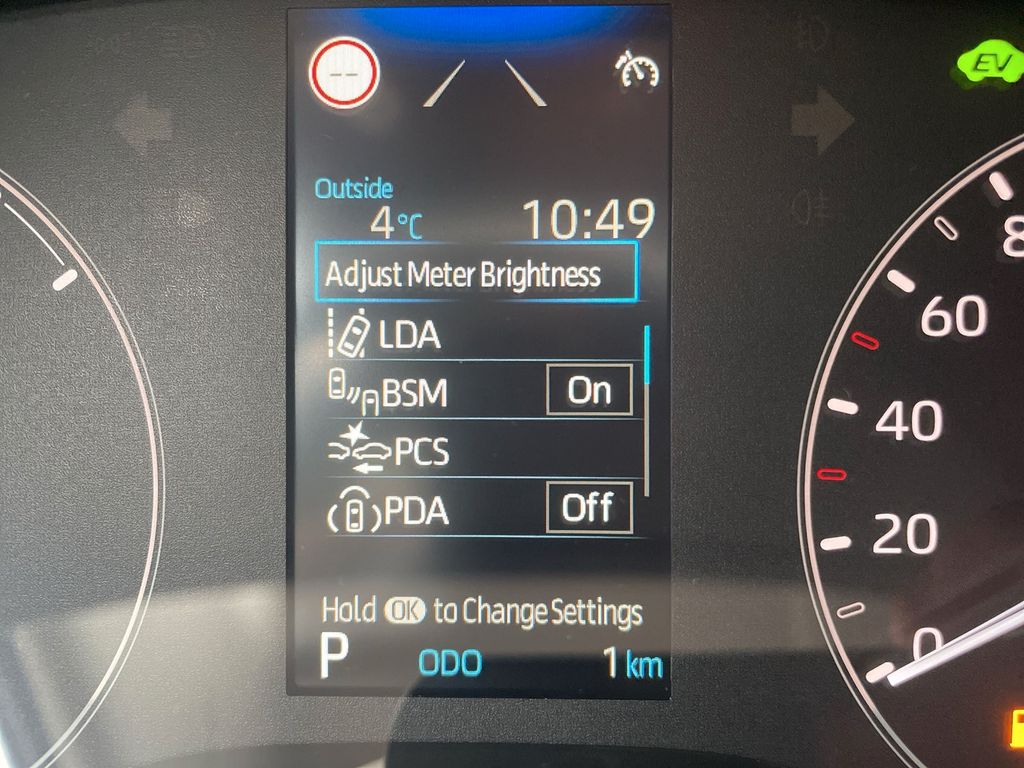 --
EV
Outside
4°C
10:49
Adjust Meter Brightness
LDA
BSM On
PCS
PDA Off
Hold OK to Change Settings
P ODO 1 km
60
40
20
0